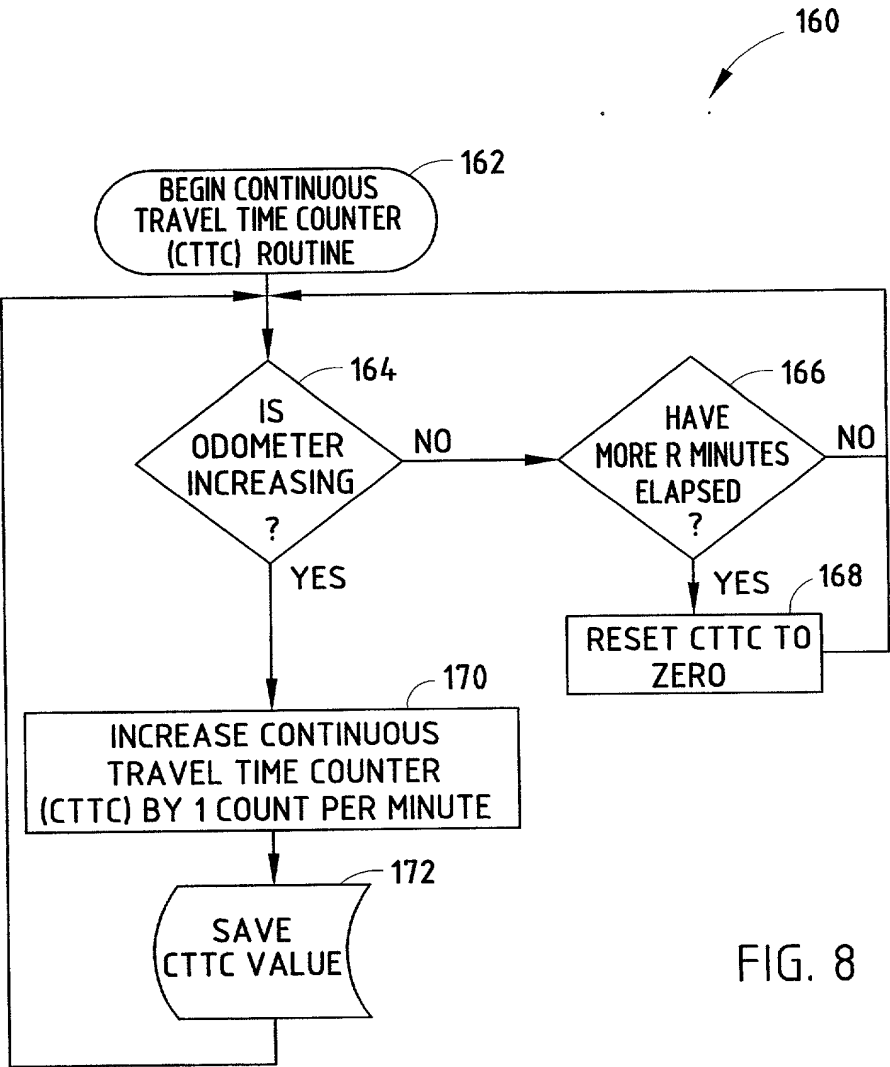 160
162
BEGIN CONTINUOUS
TRAVEL TIME COUNTER
(CTTC) ROUTINE
164
IS
ODOMETER
INCREASING
?
NO
YES
166
HAVE
MORE R MINUTES
ELAPSED
?
NO
YES
168
RESET CTTC TO
ZERO
170
INCREASE CONTINUOUS
TRAVEL TIME COUNTER
(CTTC) BY 1 COUNT PER MINUTE
172
SAVE
CTTC VALUE
FIG. 8